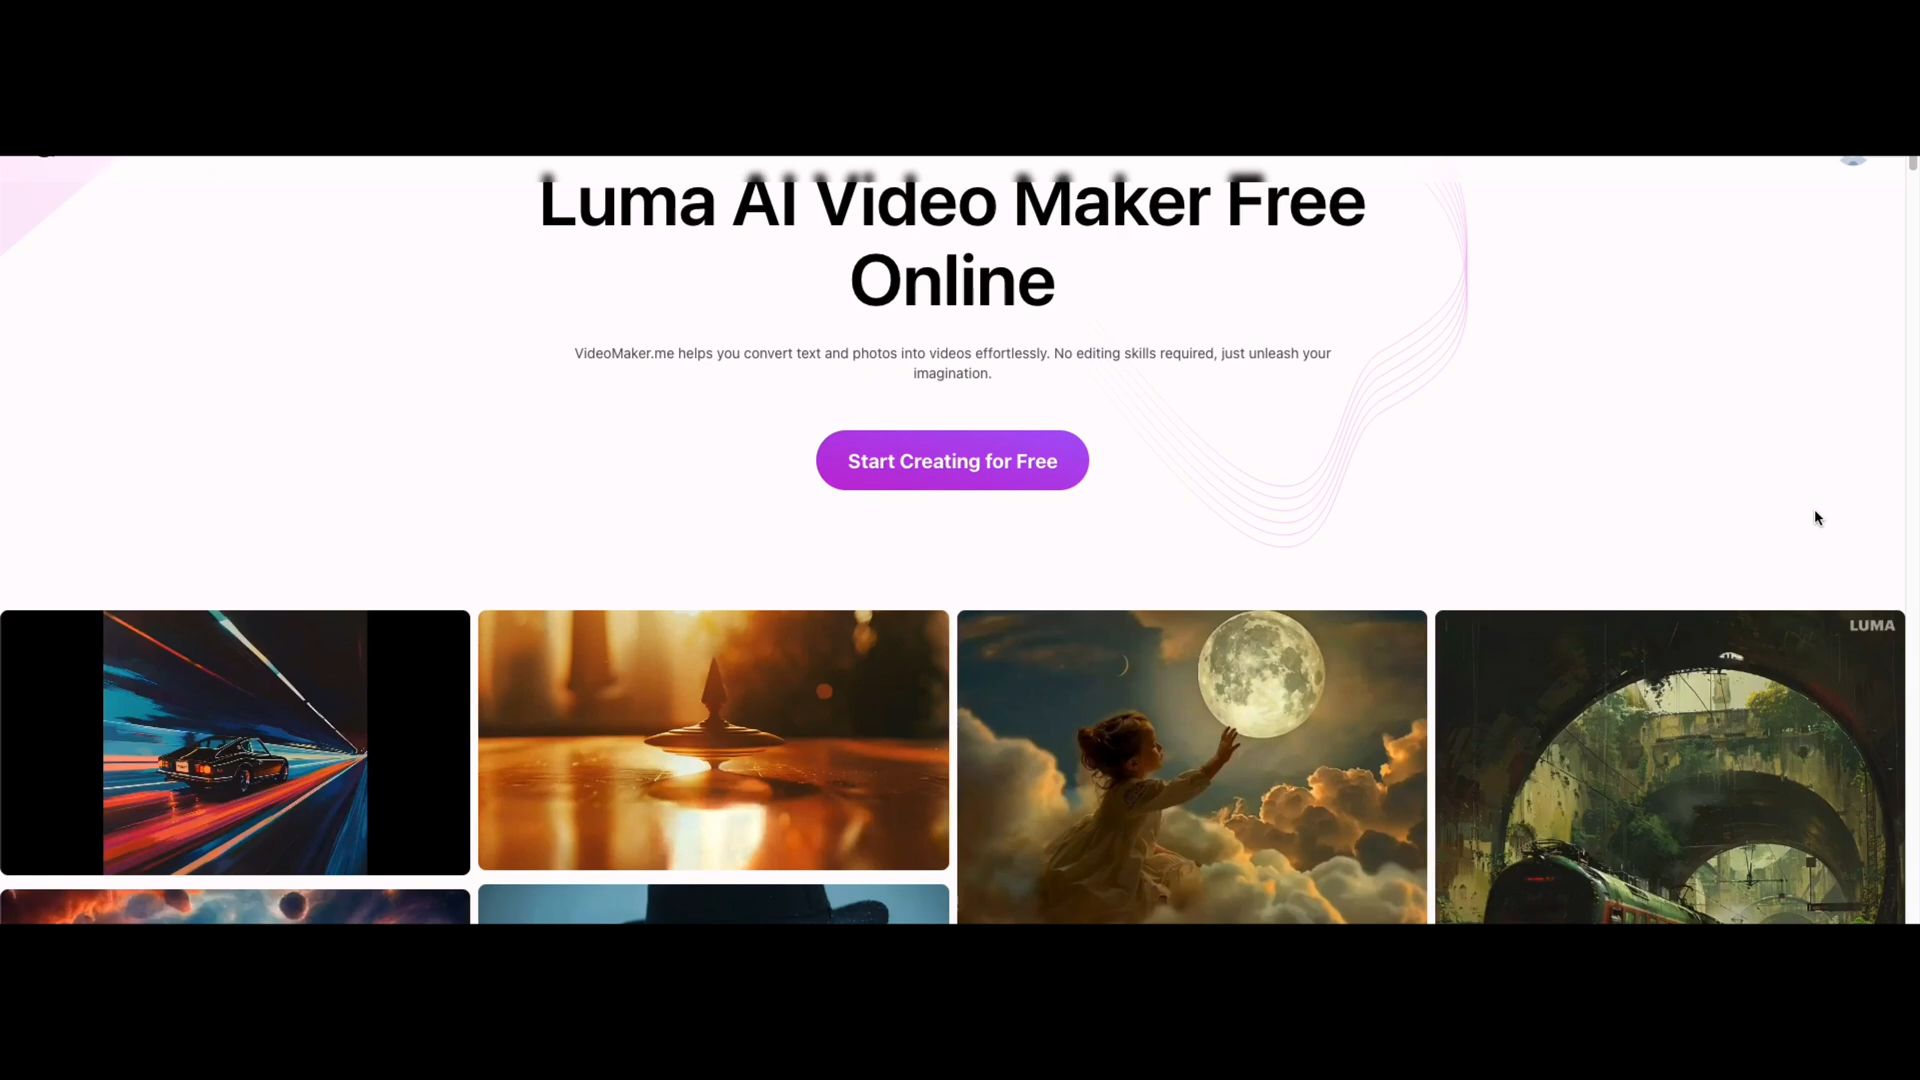 Luma AI Video Maker Free
Online
VideoMaker.me helps you convert text and photos into videos effortlessly. No editing skills required, just unleash your
imagination.
Start Creating for Free
LUMA